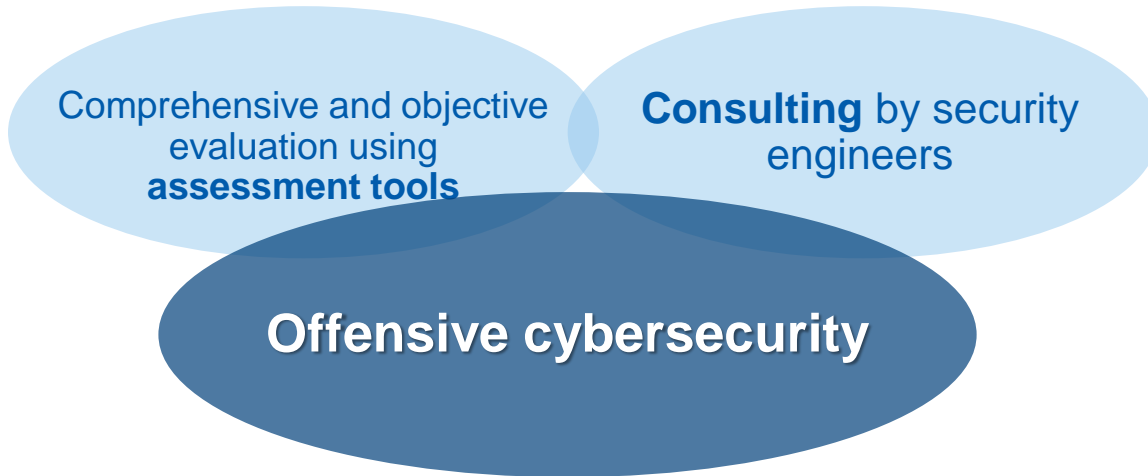 Comprehensive and objective
evaluation using
assessment tools
Consulting by security
engineers
Offensive cybersecurity